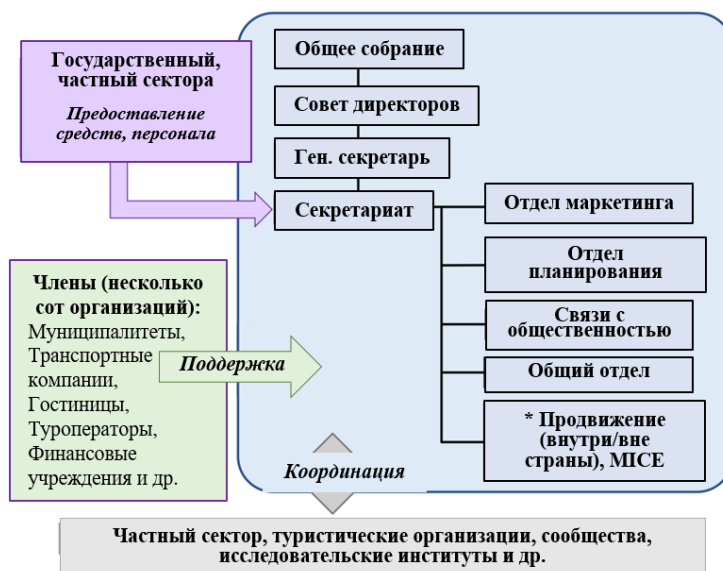 Государственный,
частный сектора
Предоставление
средств, персонала
Общее собрание
Совет директоров
Ген. секретарь
Секретариат
Отдел маркетинга
Отдел
планирования
Связи с
общественностью
Общий отдел
* Продвижение
(внутри/вне
страны), MICE
Члены (несколько
сот организаций):
Муниципалитеты,
Транспортные
компании,
Гостиницы,
Туроператоры,
Финансовые
учреждения и др.
Поддержка
Координация
Частный сектор, туристические организации, сообщества,
исследовательские институты и др.